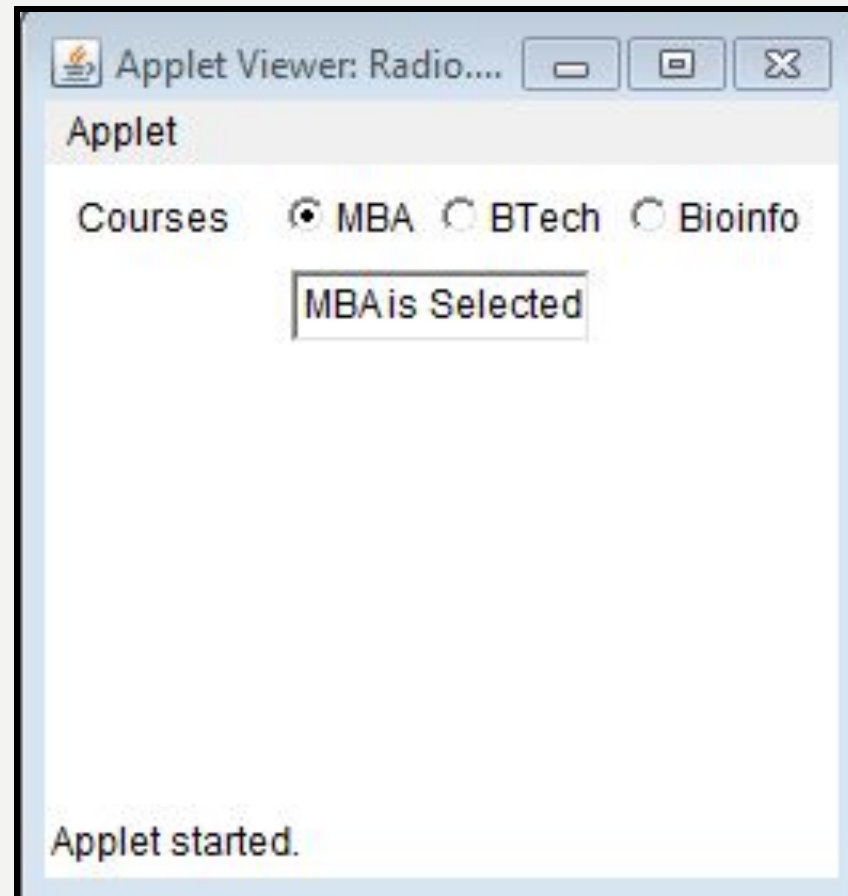 Applet Viewer: Radio....
Applet
Courses MBA BTech Bioinfo
MBA is Selected
Applet started.